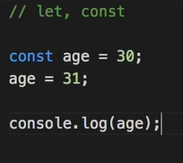 // let, const
const age = 30;
age = 31;
console.log(age);